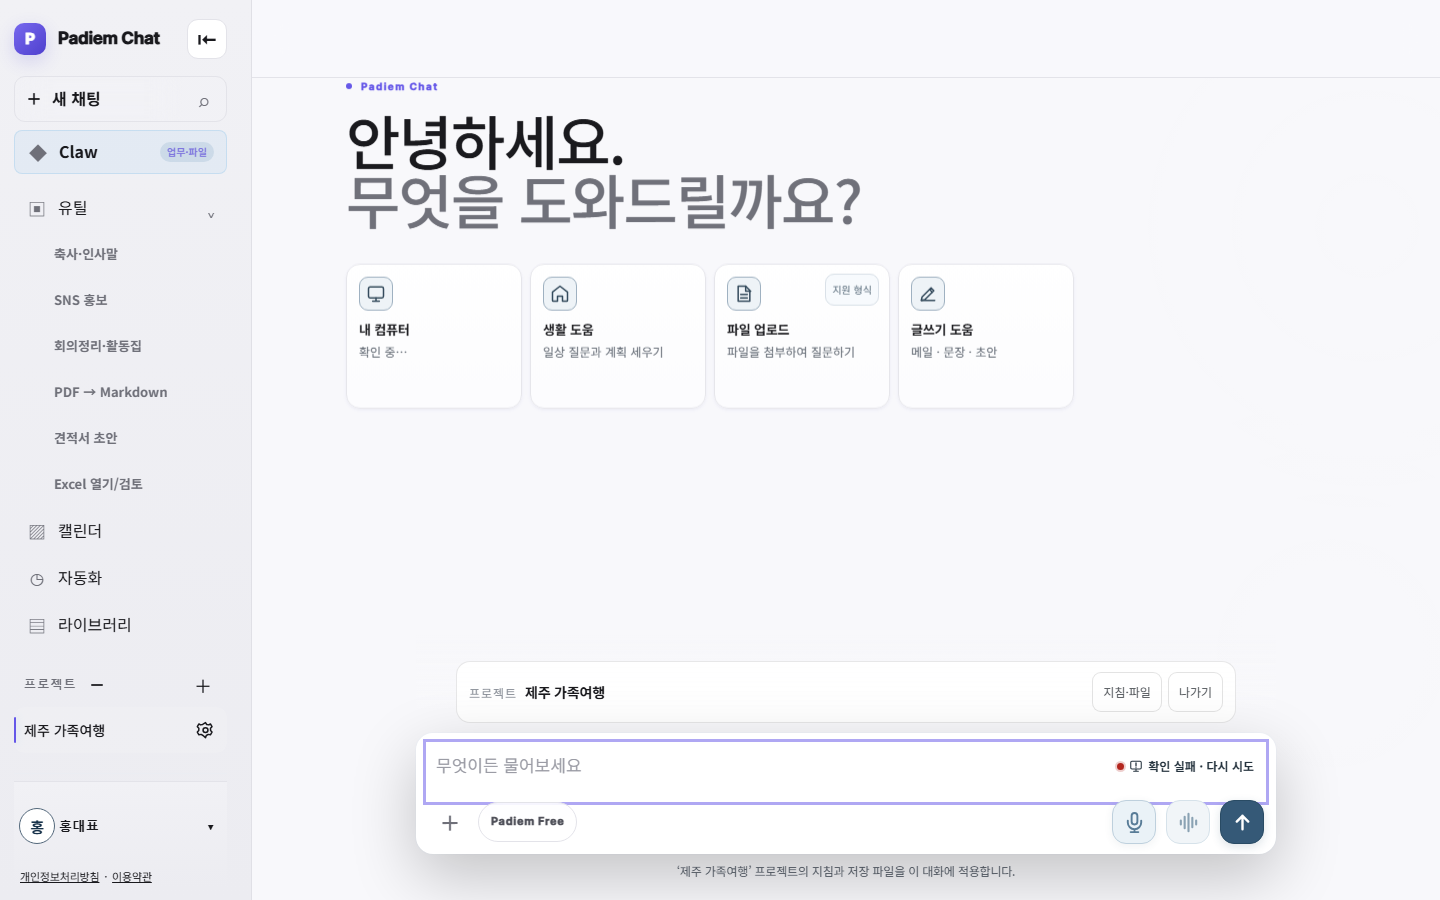 P Padiem Chat
+ 새 채팅
Claw 업무·파일
유틸
축사·인사말
SNS 홍보
회의정리·활동집
PDF → Markdown
견적서 초안
Excel 열기/검토
캘린더
자동화
라이브러리
프로젝트
제주 가족여행
홍 홍대표
개인정보처리방침 · 이용약관
Padiem Chat
안녕하세요.
무엇을 도와드릴까요?
내 컴퓨터
확인 중…
생활 도움
일상 질문과 계획 세우기
지원 형식
파일 업로드
파일을 첨부하여 질문하기
글쓰기 도움
메일 · 문장 · 초안
프로젝트 제주 가족여행 지침·파일 나가기
무엇이든 물어보세요 확인 실패 · 다시 시도
Padiem Free
‘제주 가족여행’ 프로젝트의 지침과 저장 파일을 이 대화에 적용합니다.